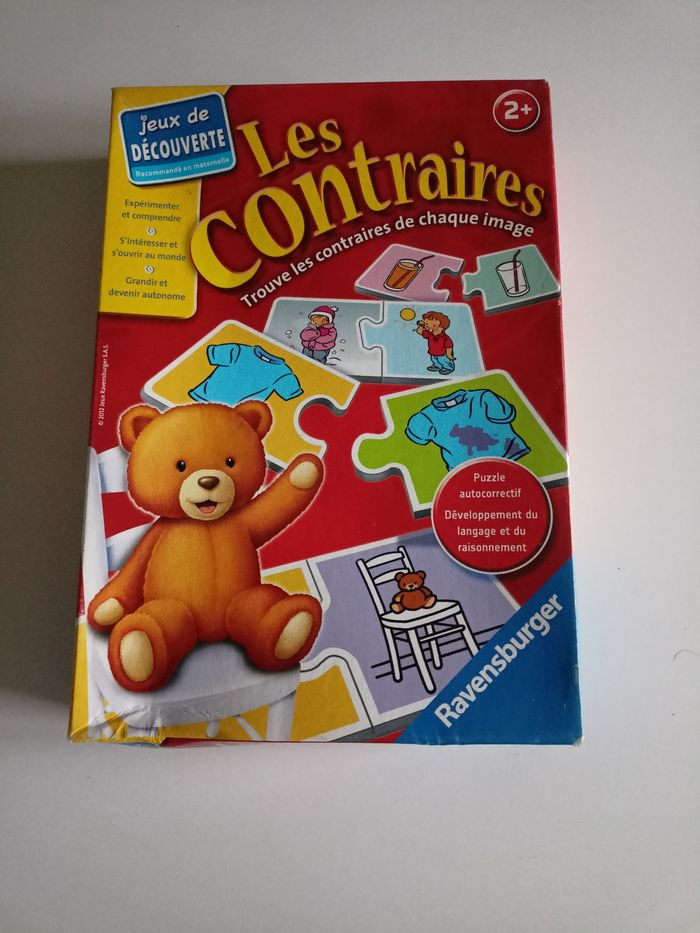 jeux de
DÉCOUVERTE
Recommandé en maternelle
Expérimenter
et comprendre
S'intéresser et
s'ouvrir au monde
Grandir et
devenir autonome
Les
contraires
Trouve les contraires de chaque image
2+
© 2012 Jeux Ravensburger S.A.S.
Puzzle
autocorrectif
Développement du
langage et du
raisonnement
Ravensburger